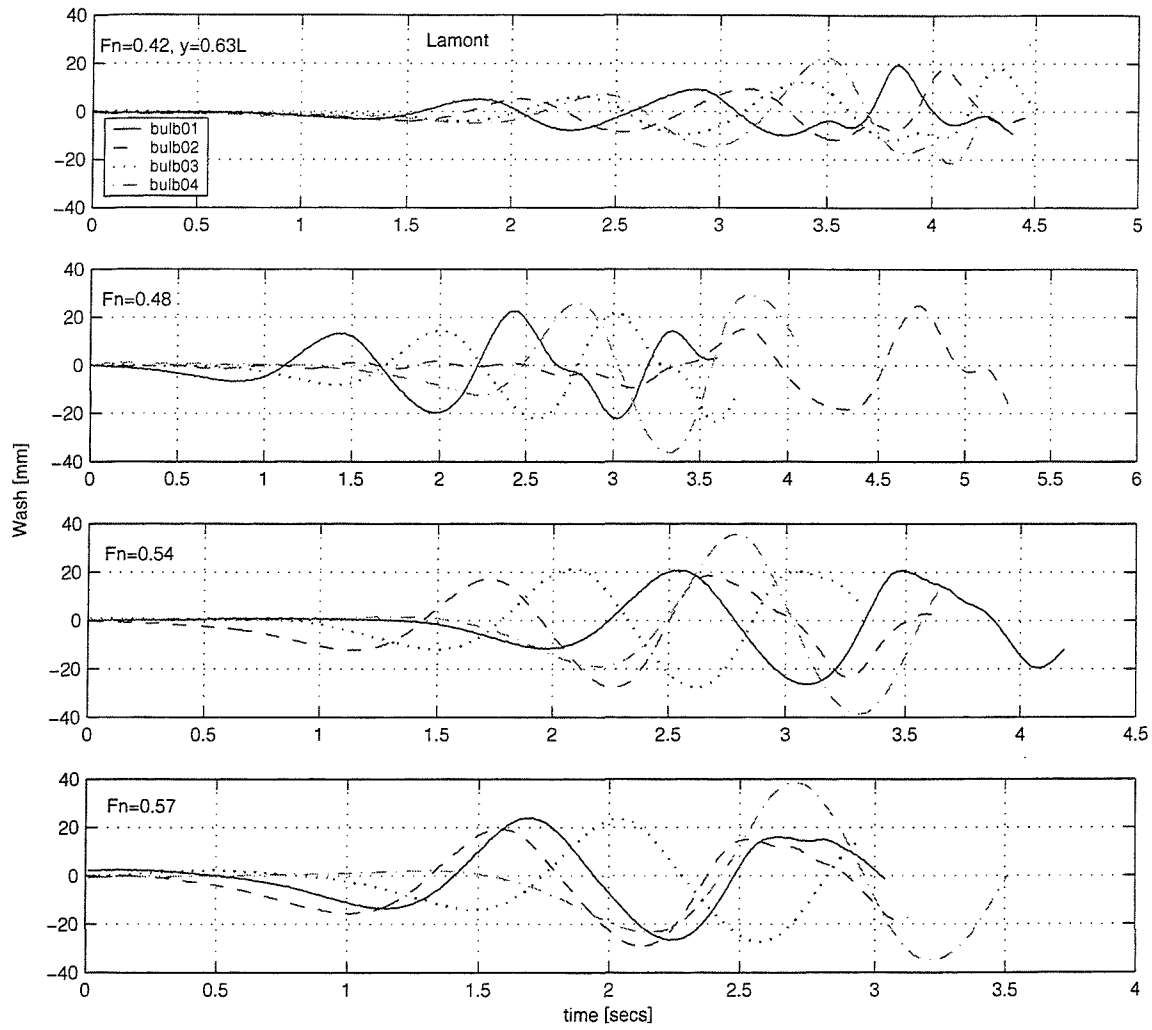 40
20
0
−20
−40
Fn=0.42, y=0.63L
Lamont
bulb01
bulb02
bulb03
bulb04
0 0.5 1 1.5 2 2.5 3 3.5 4 4.5 5
40
20
0
−20
−40
Fn=0.48
0 0.5 1 1.5 2 2.5 3 3.5 4 4.5 5 5.5 6
Wash [mm]
40
20
0
−20
−40
Fn=0.54
0 0.5 1 1.5 2 2.5 3 3.5 4 4.5
40
20
0
−20
−40
Fn=0.57
0 0.5 1 1.5 2 2.5 3 3.5 4
time [secs]